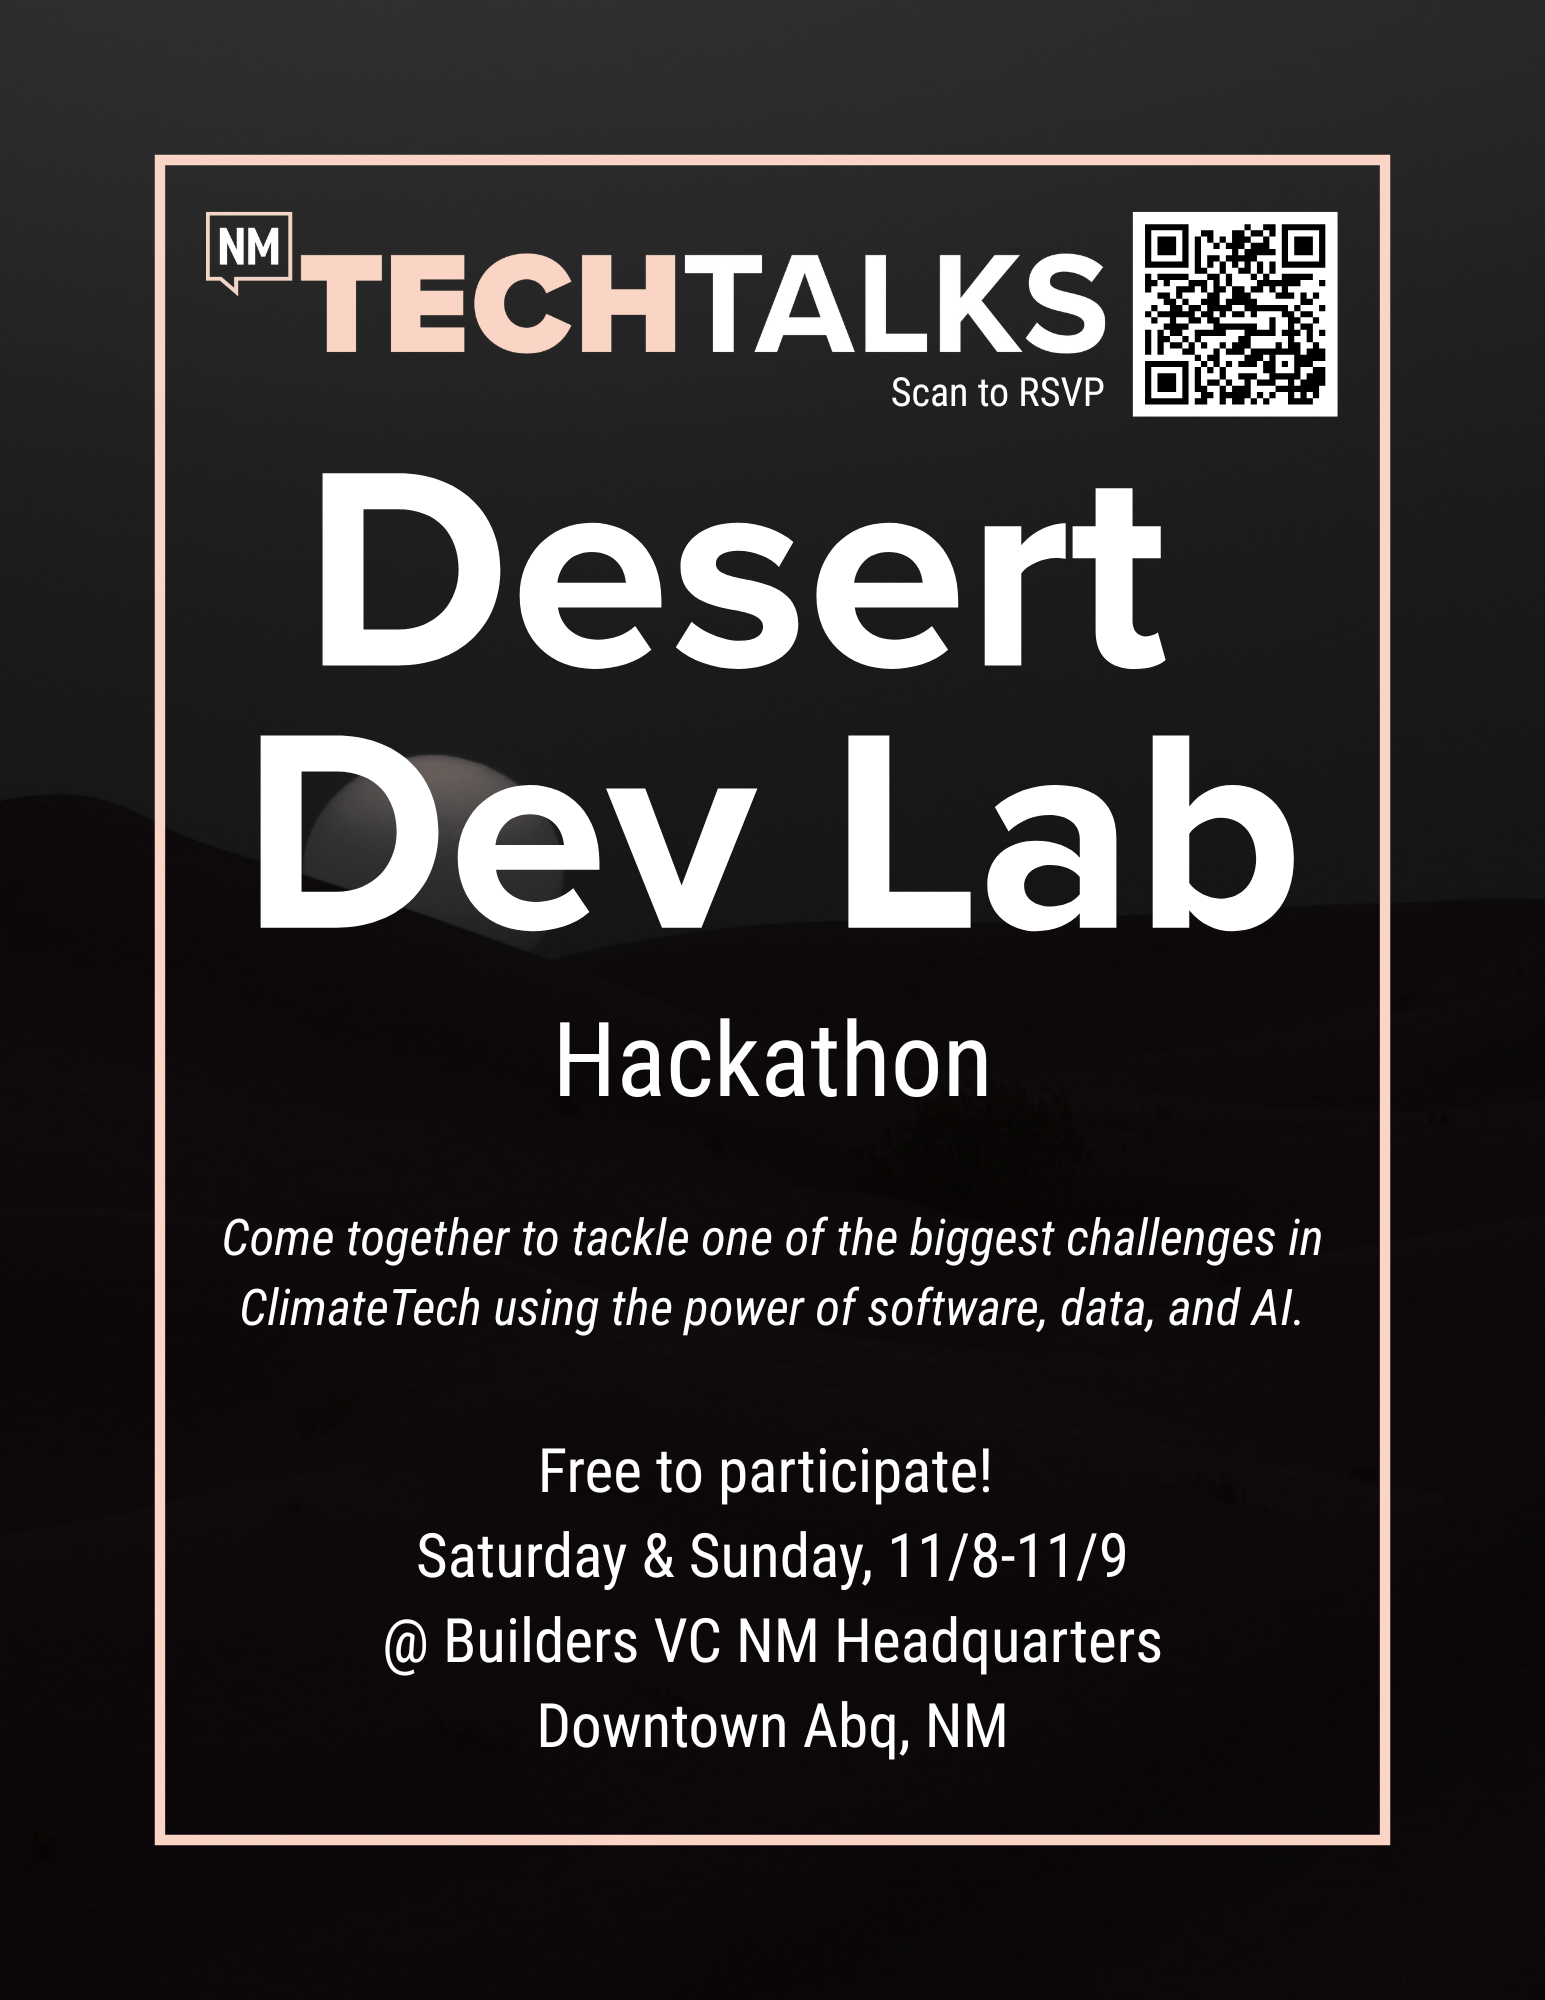 NM
TECHTALKS
Scan to RSVP
Desert
Dev Lab
Hackathon
Come together to tackle one of the biggest challenges in
ClimateTech using the power of software, data, and AI.
Free to participate!
Saturday & Sunday, 11/8-11/9
@ Builders VC NM Headquarters
Downtown Abq, NM